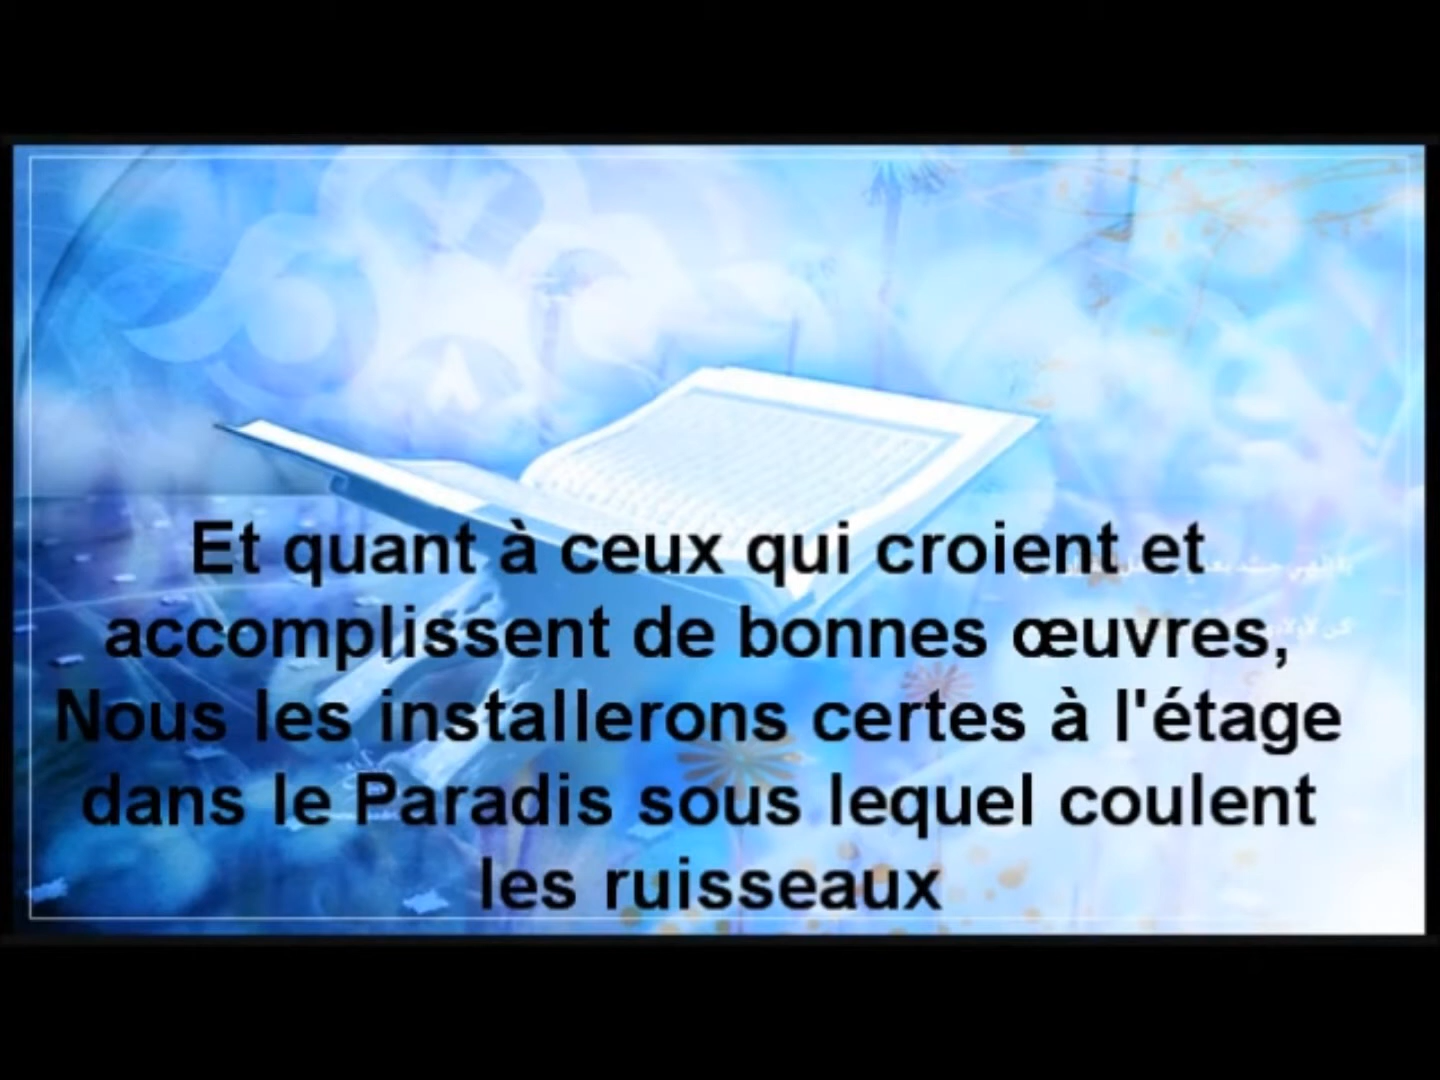 Et quant à ceux qui croient et
accomplissent de bonnes œuvres,
Nous les installerons certes à l'étage
dans le Paradis sous lequel coulent
les ruisseaux